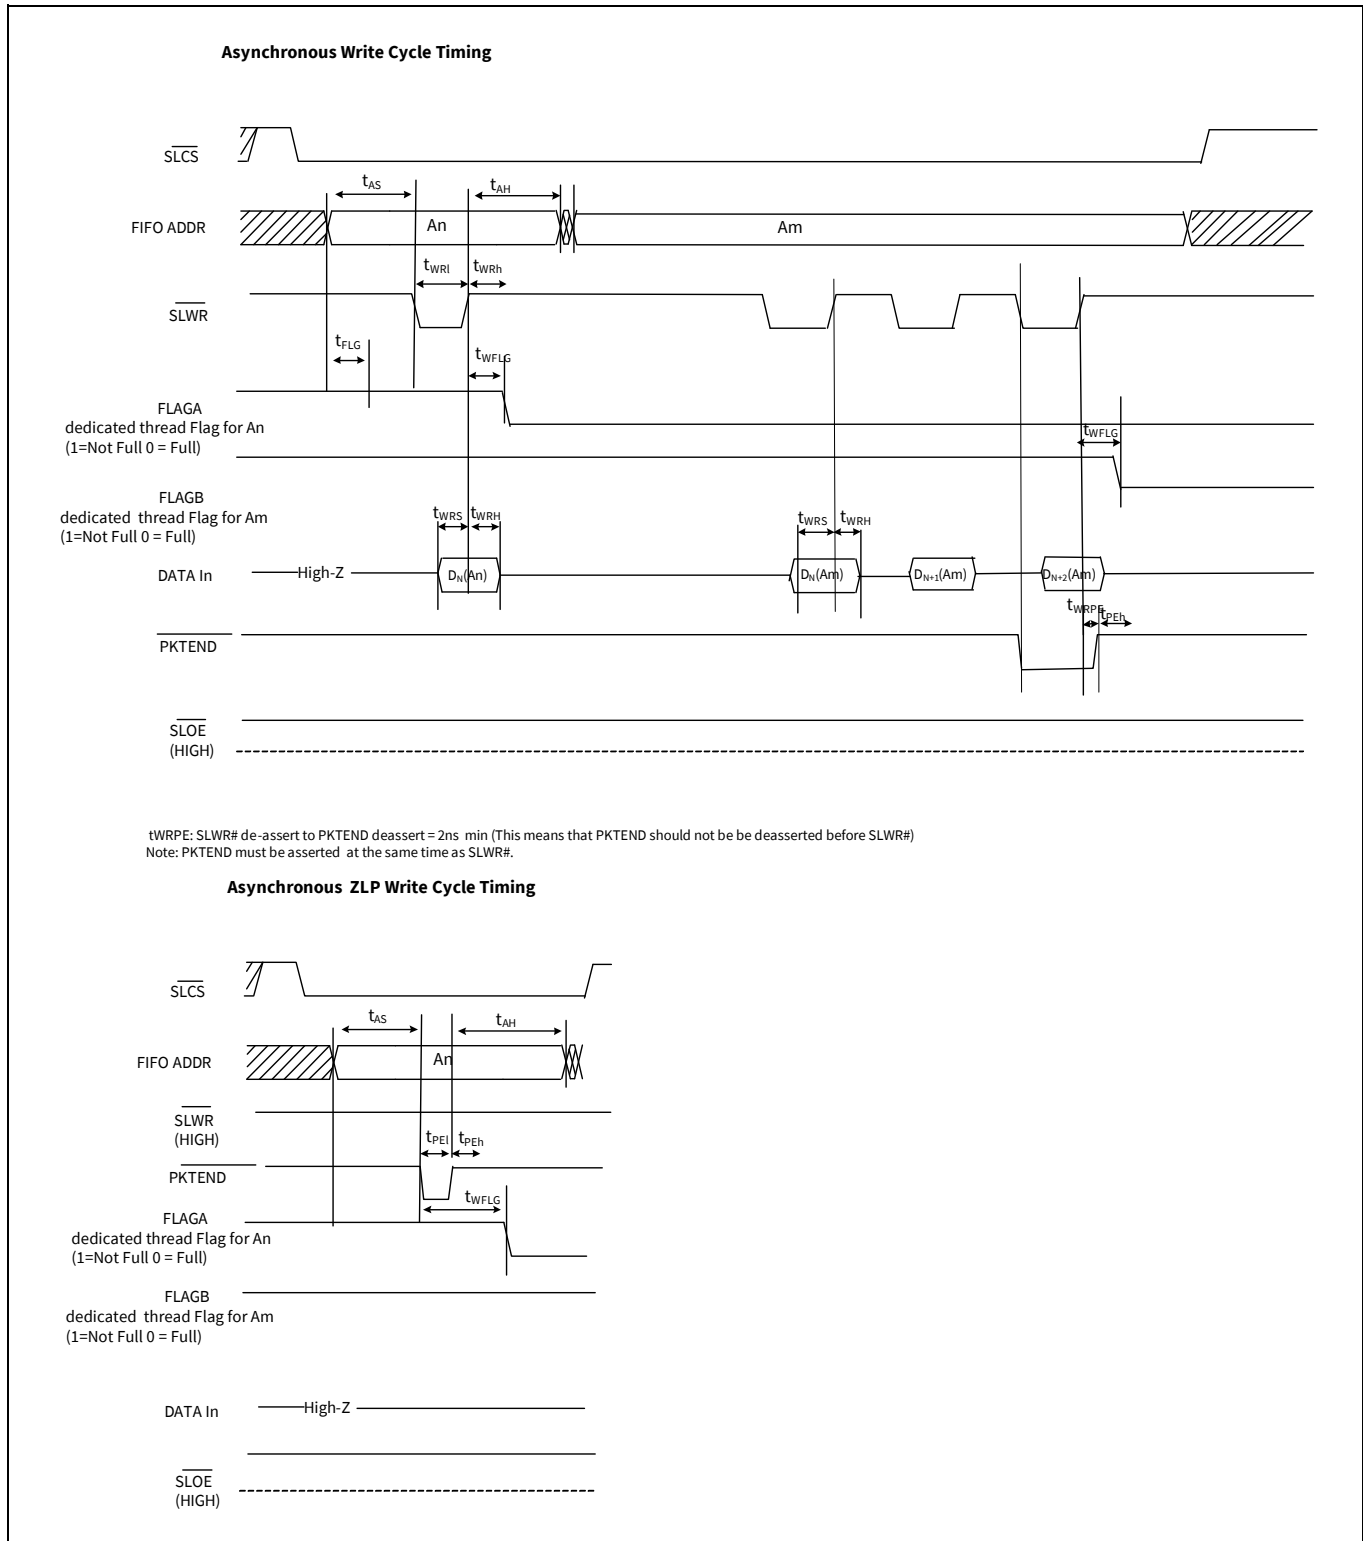 Asynchronous Write Cycle Timing
SLCS
tAS
tAH
FIFO ADDR
An
Am
tWRl
tWRh
SLWR
tFLG
tWFLG
FLAGA
dedicated thread Flag for An
(1=Not Full 0 = Full)
tWFLG
FLAGB
dedicated thread Flag for Am
(1=Not Full 0 = Full)
tWRS
tWRH
tWRS
tWRH
DATA In
High-Z
DN(An)
DN(Am)
DN+1(Am)
DN+2(Am)
tWRPE
tPEh
PKTEND
SLOE
(HIGH)
tWRPE: SLWR# de-assert to PKTEND deassert = 2ns min (This means that PKTEND should not be be deasserted before SLWR#)
Note: PKTEND must be asserted at the same time as SLWR#.
Asynchronous ZLP Write Cycle Timing
SLCS
tAS
tAH
FIFO ADDR
An
SLWR
(HIGH)
tPEl
tPEh
PKTEND
tWFLG
FLAGA
dedicated thread Flag for An
(1=Not Full 0 = Full)
FLAGB
dedicated thread Flag for Am
(1=Not Full 0 = Full)
DATA In
High-Z
SLOE
(HIGH)